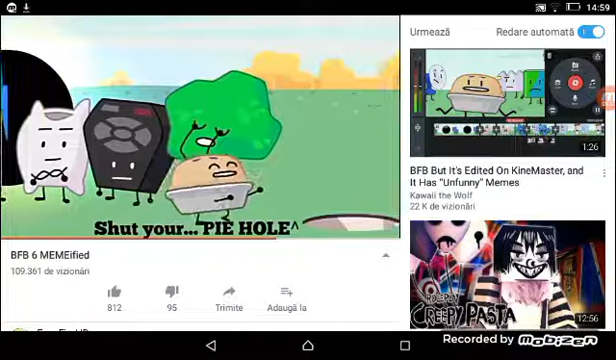 14:59
Shut your... PIE HOLE^
BFB 6 MEMEified
109.361 de vizionări
812
95
Trimite
Adaugă la
Urmează
Redare automată
1:26
BFB But It's Edited On KineMaster, and
it Has "Unfunny" Memes
Kawaii the Wolf
22 K de vizionări
CREEPY PASTA
12:56
Recorded by
MOBIZEN